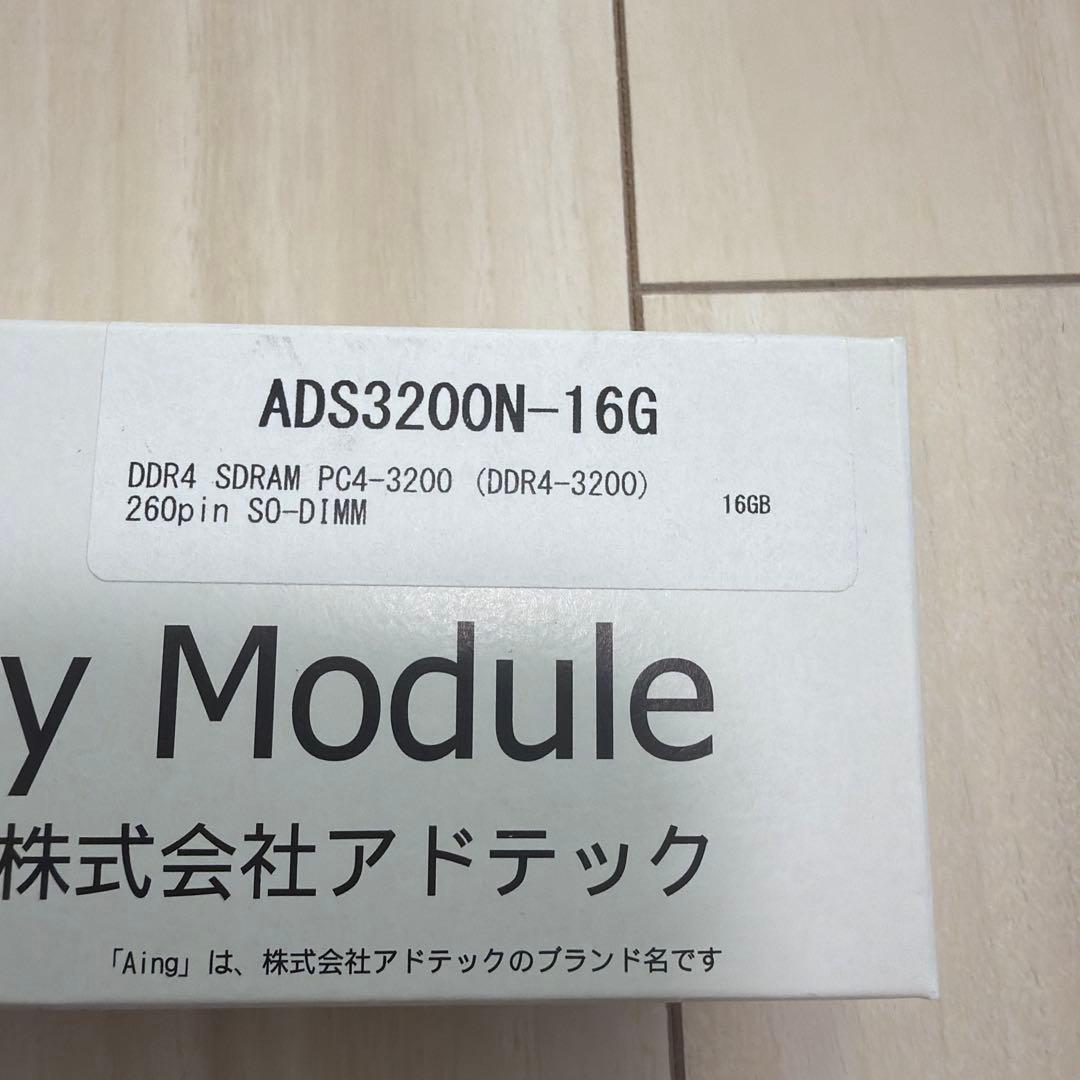 ADS3200N-16G
DDR4 SDRAM PC4-3200 (DDR4-3200)
260pin SO-DIMM 16GB
y Module
株式会社アドテック
「Aing」は、株式会社アドテックのブランド名です